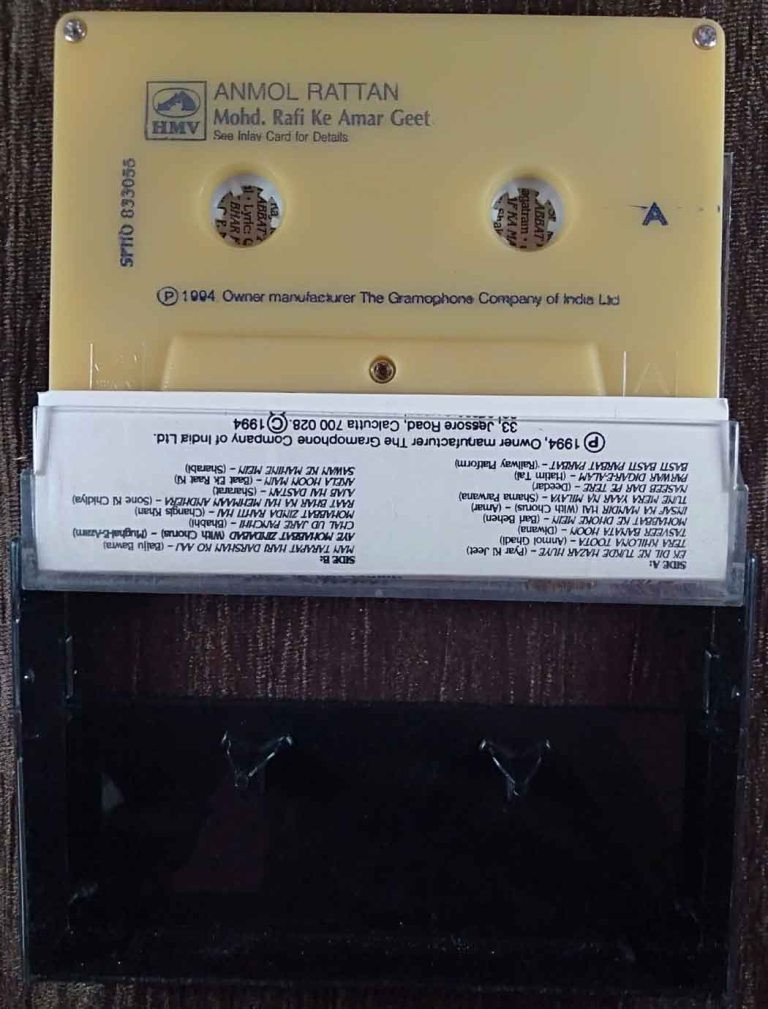 ANMOL RATTAN
Mohd. Rafi Ke Amar Geet
See Inlay Card for Details
HMV
SPHO 833055
A
Ⓟ 1994 Owner manufacturer The Gramophone Company of India Ltd
SIDE: A:
EK DIL KE TUKDE HAZAR HUYE – (Pyar Ki Jeet)
TERA KHILONA TOOTA – (Anmol Ghadi)
TASVEER BANATA HOON – (Diwana)
MOHABBAT KE DHOKE MEIN – (Bari Behen)
INSAF KA MANDIR HAI (With Chorus) – (Amar)
TUNE MERA YAAR NA MILAYA – (Shama Parwana)
NASEEB DAR PE TERE – (Deedar)
PARWAR DIGAR-E-ALAM – (Hatim Tai)
BASTI BASTI PARBAT PARBAT – (Railway Platform)
SIDE: B:
MAN TARAPAT HARI DARSHAN KO AAJ – (Baiju Bawra)
AYE MOHABBAT ZINDABAD (With Chorus) – (Mughal-E-Azam)
CHAL UD JARE PANCHHI – (Bhabhi)
MOHABBAT ZINDA RAHTI HAI – (Changis Khan)
RAAT BHAR KA HAI MEHMAN ANDHERA – (Sone Ki Chidiya)
AJAB HAI DASTAN – (Shararat)
AKELA HOON MAIN – (Baat Ek Raat Ki)
SAWAN KE MAHINE MEIN – (Sharabi)
Ⓟ 1994, Owner manufacturer The Gramophone Company of India Ltd.
33, Jessore Road, Calcutta 700 028. Ⓒ 1994